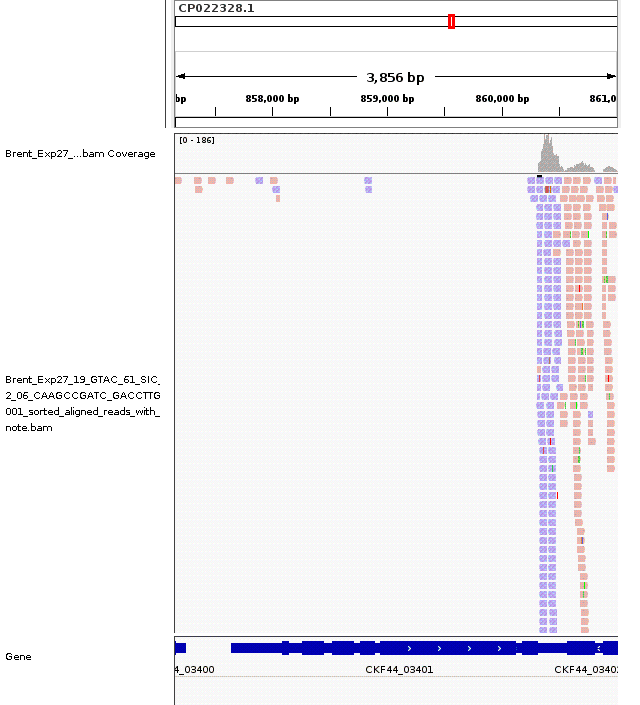 CP022328.1
3,856 bp
bp 858,000 bp 859,000 bp 860,000 bp 861,0
[0 - 186]
Brent_Exp27_...bam Coverage
Brent_Exp27_19_GTAC_61_SIC_
2_06_CAAGCCGATC_GACCTTG
001_sorted_aligned_reads_with_
note.bam
Gene
4_03400 CKF44_03401 CKF44_0340